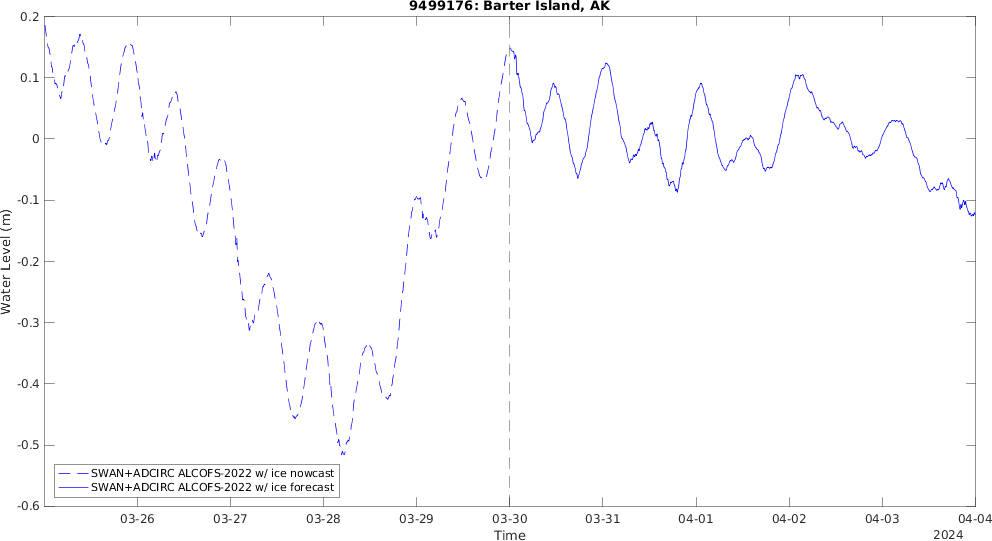 9499176: Barter Island, AK
0.2
0.1
0
-0.1
-0.2
-0.3
-0.4
-0.5
-0.6
Water Level (m)
SWAN+ADCIRC ALCOFS-2022 w/ ice nowcast
SWAN+ADCIRC ALCOFS-2022 w/ ice forecast
03-26 03-27 03-28 03-29 03-30 03-31 04-01 04-02 04-03 04-04
Time
2024